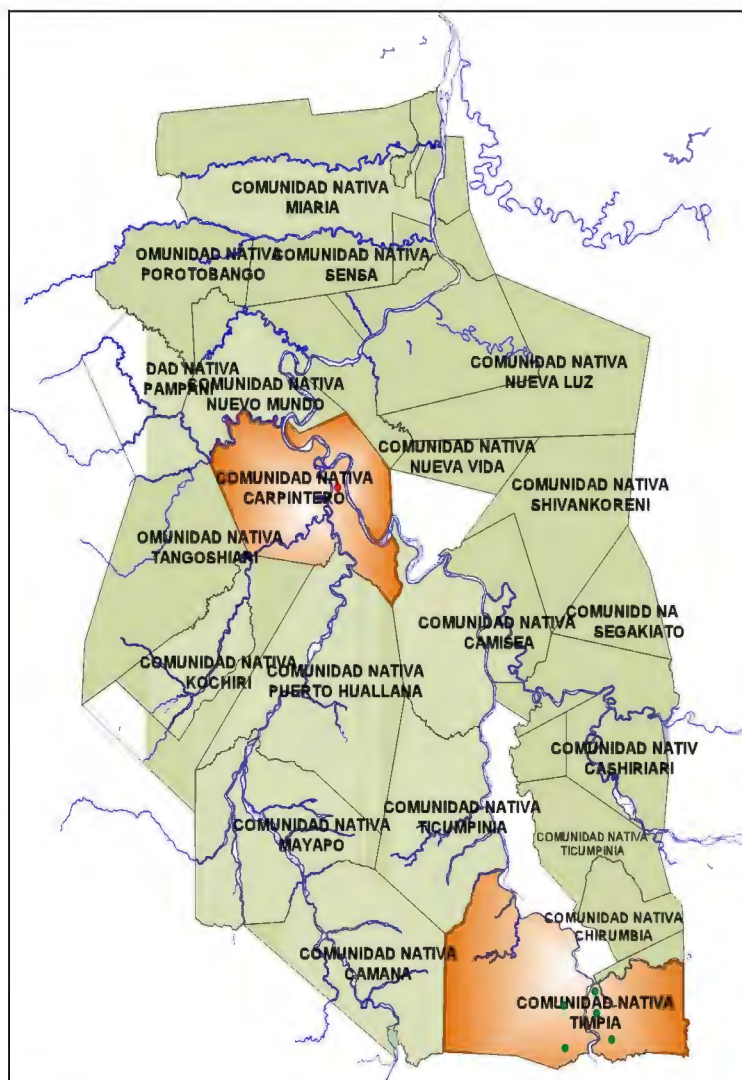 COMUNIDAD NATIVA
MIARIA
OMUNIDAD NATIVA
POROTOBANGO
COMUNIDAD NATIVA
SENSA
DAD NATIVA
PAMPANI
COMUNIDAD NATIVA
NUEVO MUNDO
COMUNIDAD NATIVA
NUEVA LUZ
COMUNIDAD NATIVA
NUEVA VIDA
COMUNIDAD NATIVA
CARPINTERO
COMUNIDAD NATIVA
SHIVANKORENI
OMUNIDAD NATIVA
TANGOSHIARI
COMUNIDAD NATIVA
CAMISEA
COMUNIDD NA
SEGAKIATO
COMUNIDAD NATIVA
KOCHIRI
COMUNIDAD NATIVA
PUERTO HUALLANA
COMUNIDAD NATIV
CASHIRIARI
COMUNIDAD NATIVA
MAYAPO
COMUNIDAD NATIVA
TICUMPINIA
COMUNIDAD NATIVA
TICUMPINIA
COMUNIDAD NATIVA
CHIRUMBIA
COMUNIDAD NATIVA
CAMANA
COMUNIDAD NATIVA
TIMPIA